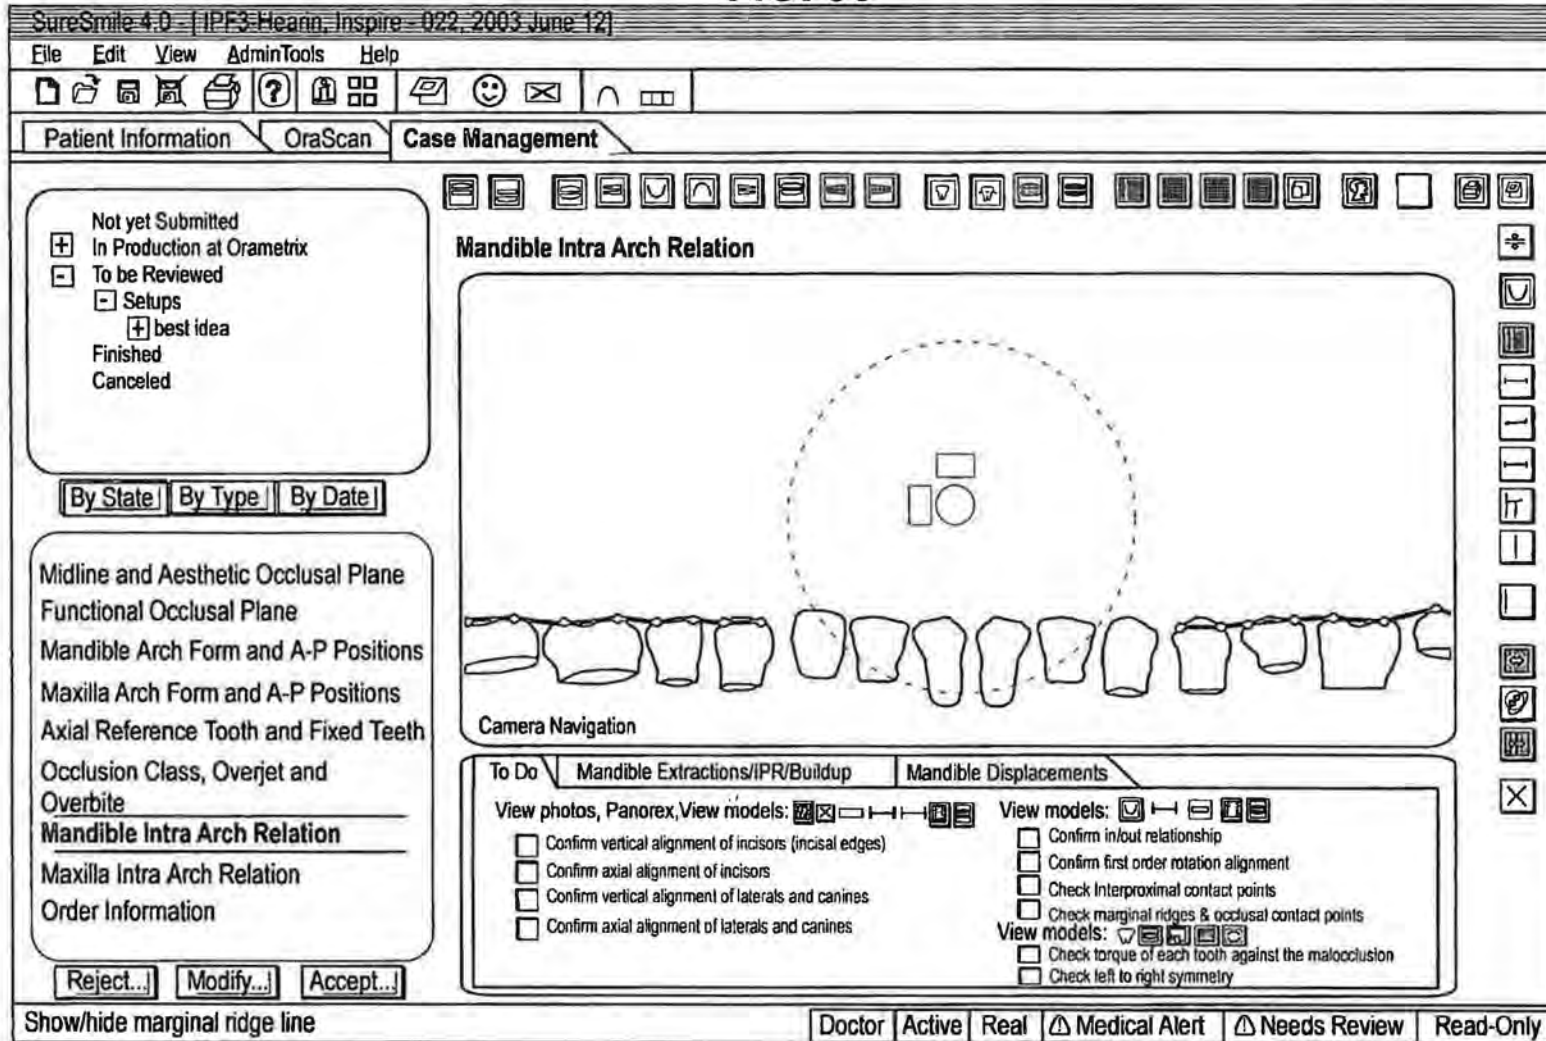 SureSmile 4.0 - [ IPF3-Hearin, Inspire - 022, 2003 June 12]
File Edit View AdminTools Help
Patient Information OraScan Case Management
Not yet Submitted
In Production at Orametrix
To be Reviewed
Setups
best idea
Finished
Canceled
By State By Type By Date
Midline and Aesthetic Occlusal Plane
Functional Occlusal Plane
Mandible Arch Form and A-P Positions
Maxilla Arch Form and A-P Positions
Axial Reference Tooth and Fixed Teeth
Occlusion Class, Overjet and
Overbite
Mandible Intra Arch Relation
Maxilla Intra Arch Relation
Order Information
Reject... Modify... Accept...
Mandible Intra Arch Relation
Camera Navigation
To Do Mandible Extractions/IPR/Buildup Mandible Displacements
View photos, Panorex,View models:
Confirm vertical alignment of incisors (incisal edges)
Confirm axial alignment of incisors
Confirm vertical alignment of laterals and canines
Confirm axial alignment of laterals and canines
View models:
Confirm in/out relationship
Confirm first order rotation alignment
Check Interproximal contact points
Check marginal ridges & occlusal contact points
View models:
Check torque of each tooth against the malocclusion
Check left to right symmetry
Show/hide marginal ridge line
Doctor Active Real Medical Alert Needs Review Read-Only